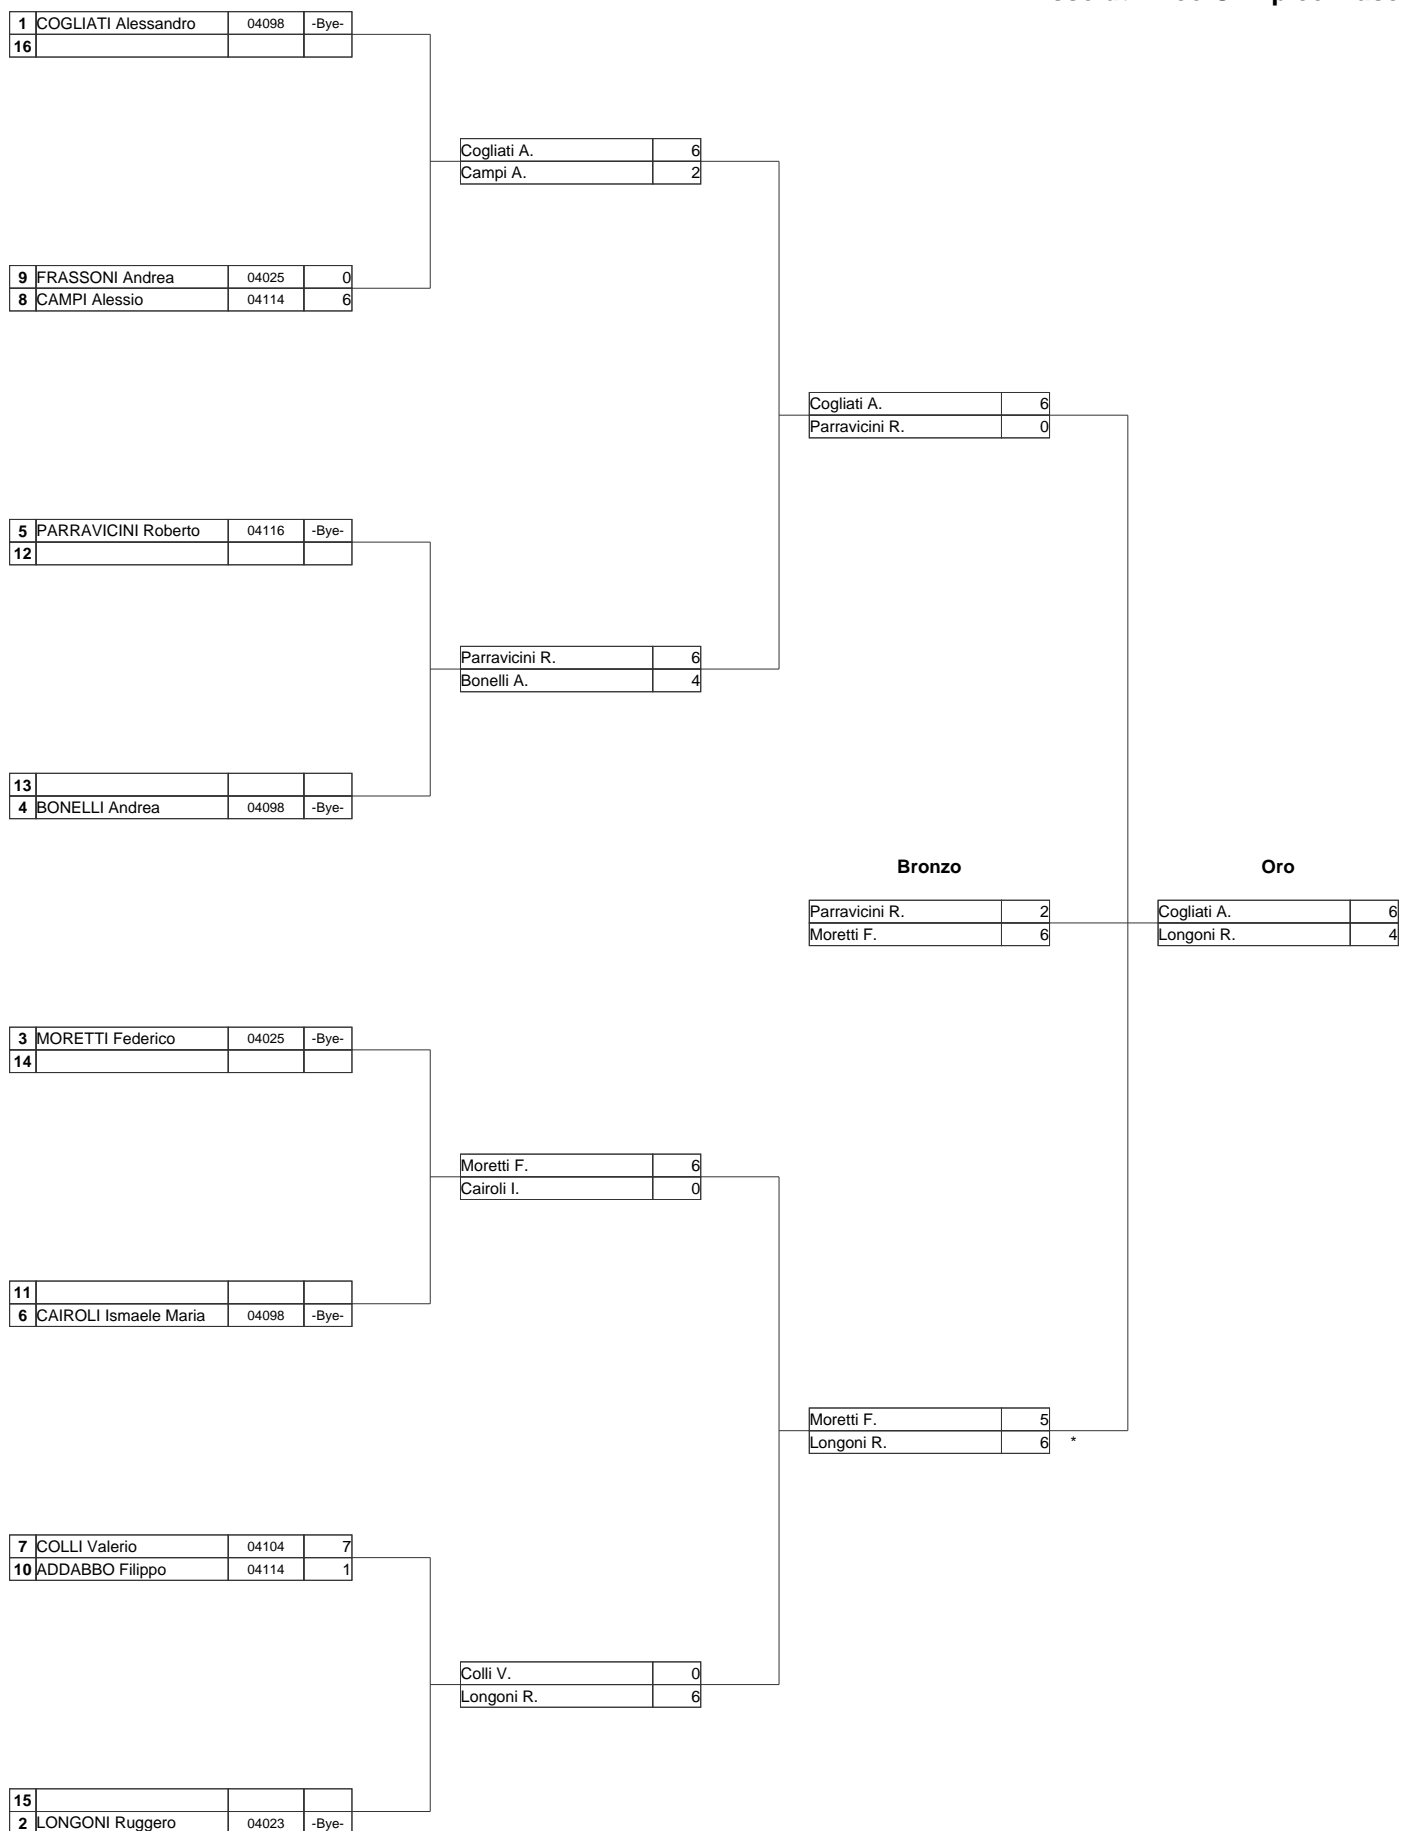 1 COGLIATI Alessandro 04098 -Bye-
16
Cogliati A. 6
Campi A. 2
9 FRASSONI Andrea 04025 0
8 CAMPI Alessio 04114 6
Cogliati A. 6
Parravicini R. 0
5 PARRAVICINI Roberto 04116 -Bye-
12
Parravicini R. 6
Bonelli A. 4
13
4 BONELLI Andrea 04098 -Bye-
Bronzo Oro
Parravicini R. 2 Cogliati A. 6
Moretti F. 6 Longoni R. 4
3 MORETTI Federico 04025 -Bye-
14
Moretti F. 6
Cairoli I. 0
11
6 CAIROLI Ismaele Maria 04098 -Bye-
Moretti F. 5
Longoni R. 6 *
7 COLLI Valerio 04104 7
10 ADDABBO Filippo 04114 1
Colli V. 0
Longoni R. 6
15
2 LONGONI Ruggero 04023 -Bye-